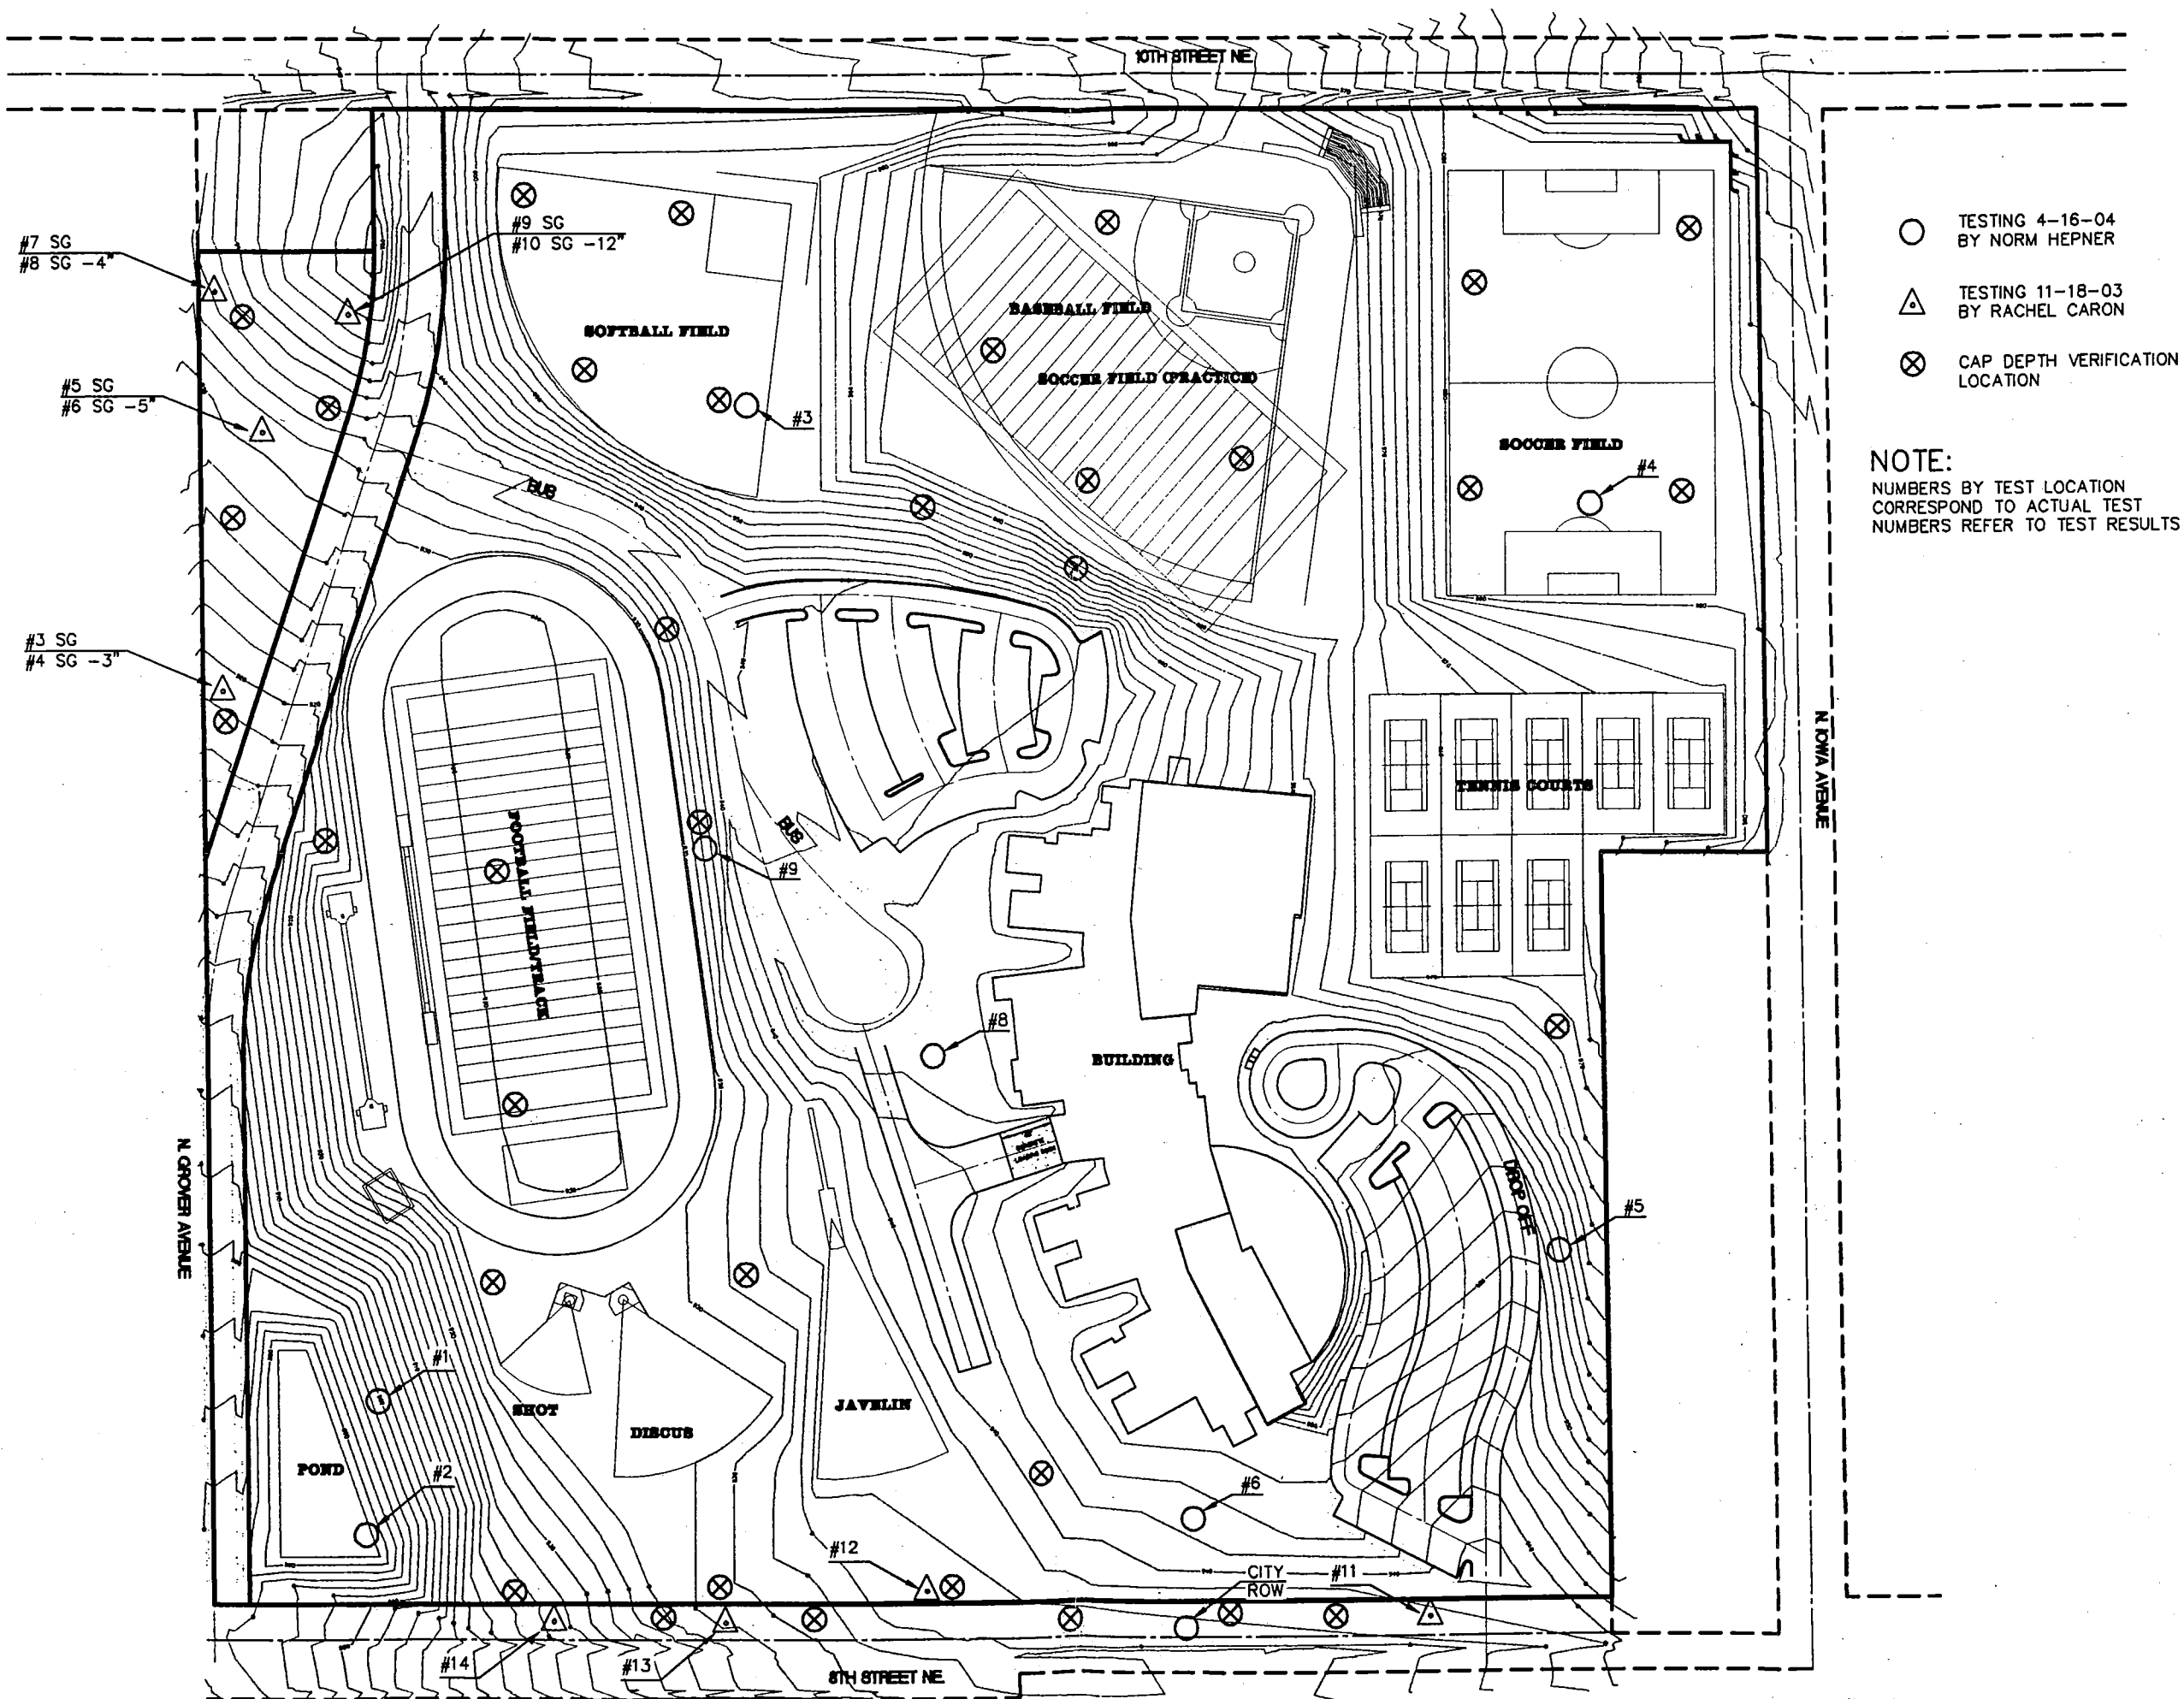 10TH STREET NE
TESTING 4-16-04
BY NORM HEPNER
TESTING 11-18-03
BY RACHEL CARON
CAP DEPTH VERIFICATION
LOCATION
NOTE:
NUMBERS BY TEST LOCATION
CORRESPOND TO ACTUAL TEST
NUMBERS REFER TO TEST RESULTS
#7 SG
#8 SG -4"
#9 SG
#10 SG -12"
#5 SG
#6 SG -5"
#3 SG
#4 SG -3"
SOFTBALL FIELD
BASEBALL FIELD
SOCCER FIELD (PRACTICE)
SOCCER FIELD
#3
#4
BUS
BUS
TENNIS COURTS
N. IOWA AVENUE
FOOTBALL FIELD/TRACK
#9
#8
BUILDING
DROP OFF
#5
N. GROVER AVENUE
#1
#2
POND
SHOT
DISCUS
JAVELIN
#6
#12
CITY
ROW
#11
#14
#13
8TH STREET NE